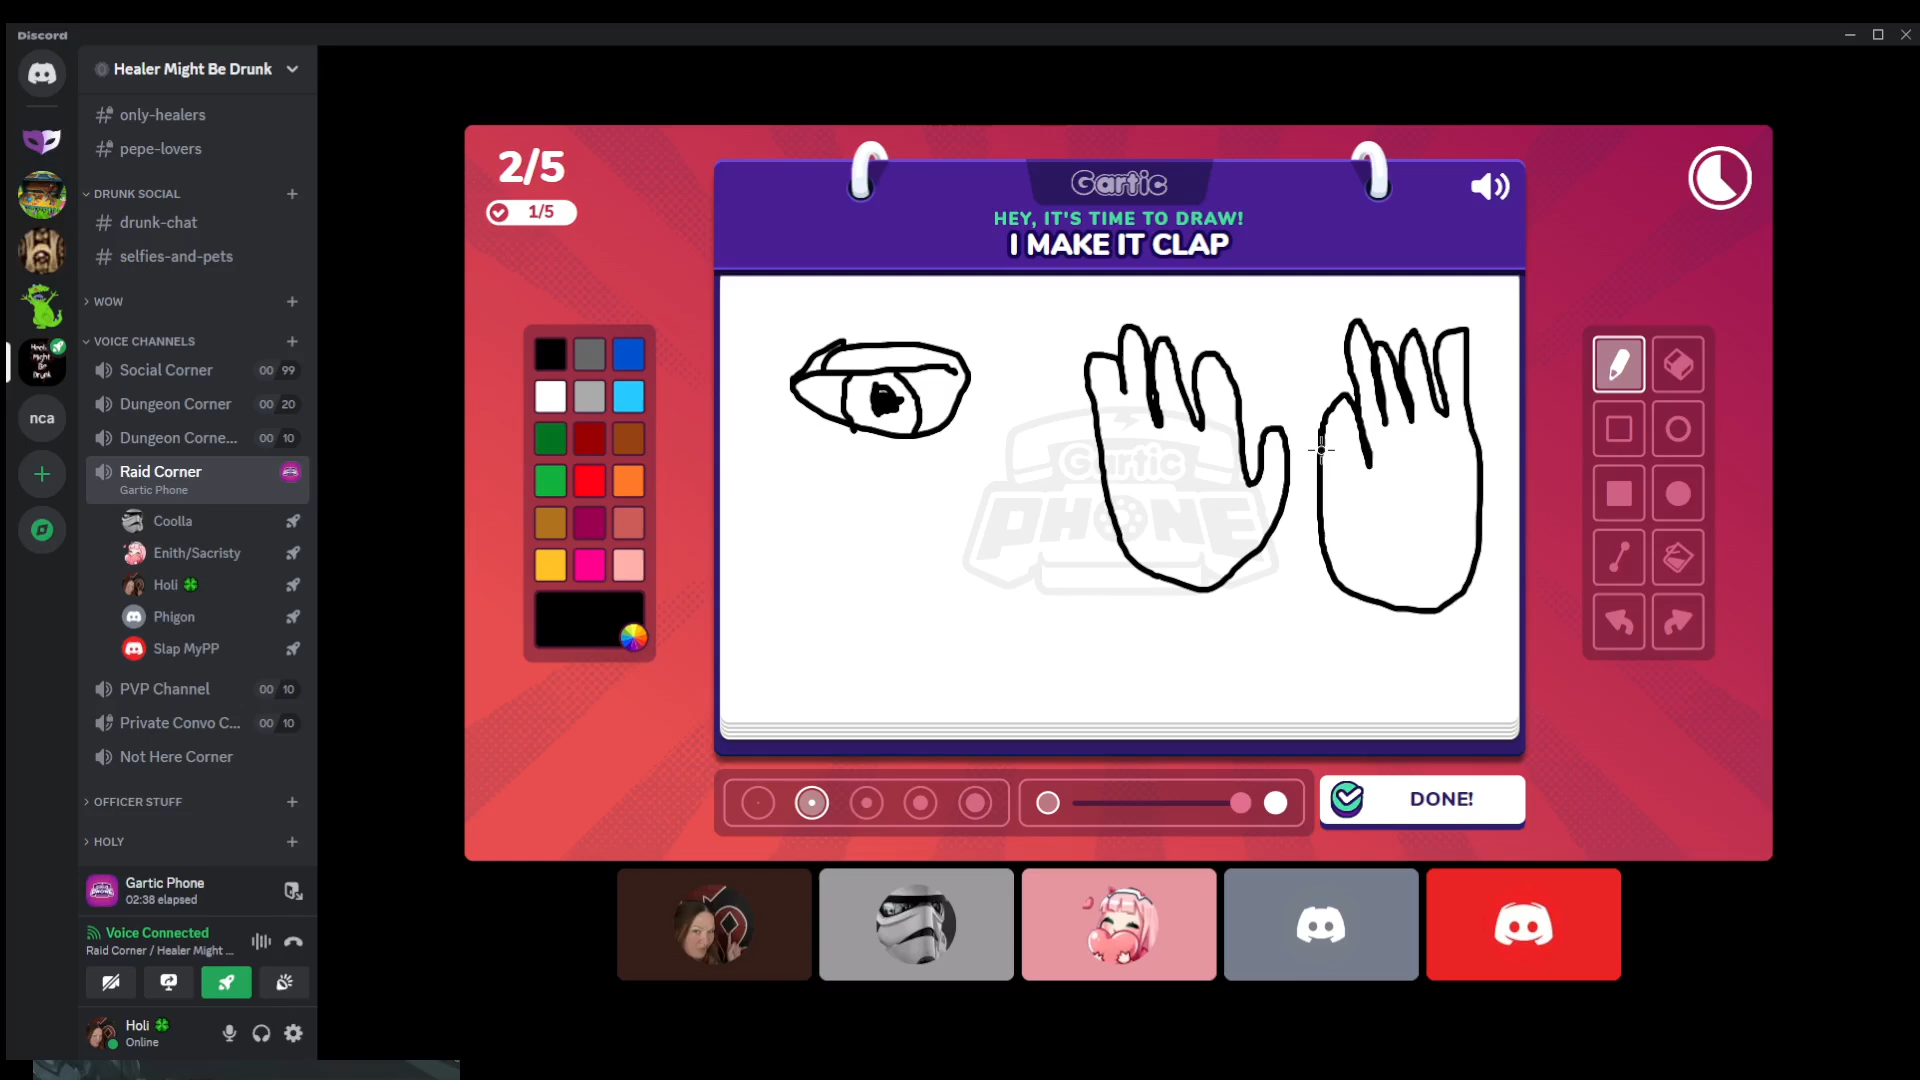 Discord
Healer Might Be Drunk
only-healers
pepe-lovers
DRUNK SOCIAL
drunk-chat
selfies-and-pets
WOW
VOICE CHANNELS
Social Corner 00 99
Dungeon Corner 00 20
Dungeon Corne... 00 10
Raid Corner
Gartic Phone
Coolla
Enith/Sacristy
Holi
Phigon
Slap MyPP
PVP Channel 00 10
Private Convo C... 00 10
Not Here Corner
OFFICER STUFF
HOLY
Gartic Phone
02:38 elapsed
Voice Connected
Raid Corner / Healer Might ...
Holi
Online
nca
2/5
1/5
Gartic
HEY, IT'S TIME TO DRAW!
I MAKE IT CLAP
Gartic
PHONE
DONE!